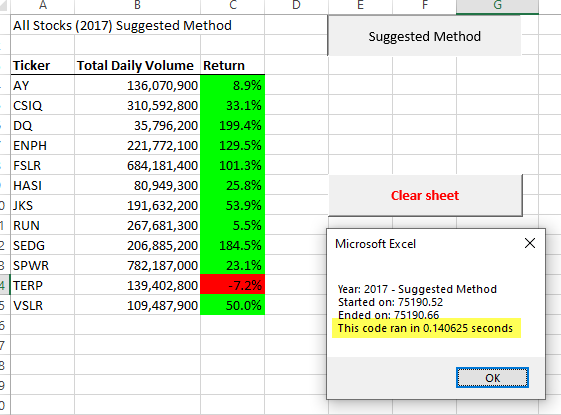 A B C D E F G
All Stocks (2017) Suggested Method
Suggested Method
Ticker Total Daily Volume Return
AY 136,070,900 8.9%
CSIQ 310,592,800 33.1%
DQ 35,796,200 199.4%
ENPH 221,772,100 129.5%
FSLR 684,181,400 101.3%
HASI 80,949,300 25.8%
JKS 191,632,200 53.9%
RUN 267,681,300 5.5%
SEDG 206,885,200 184.5%
SPWR 782,187,000 23.1%
TERP 139,402,800 -7.2%
VSLR 109,487,900 50.0%
Clear sheet
Microsoft Excel
Year: 2017 - Suggested Method
Started on: 75190.52
Ended on: 75190.66
This code ran in 0.140625 seconds
OK